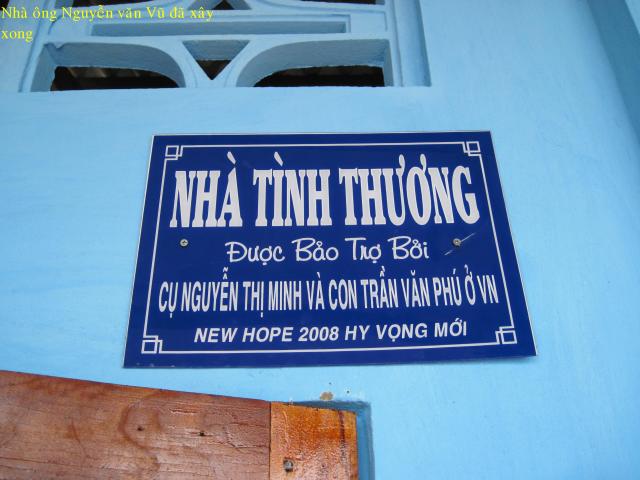 Nhà ông Nguyễn văn Vũ đã xây
xong
NHÀ TÌNH THƯƠNG
Được Bảo Trợ Bởi
CỤ NGUYỄN THỊ MINH VÀ CON TRẦN VĂN PHÚ Ở VN
NEW HOPE 2008 HY VỌNG MỚI